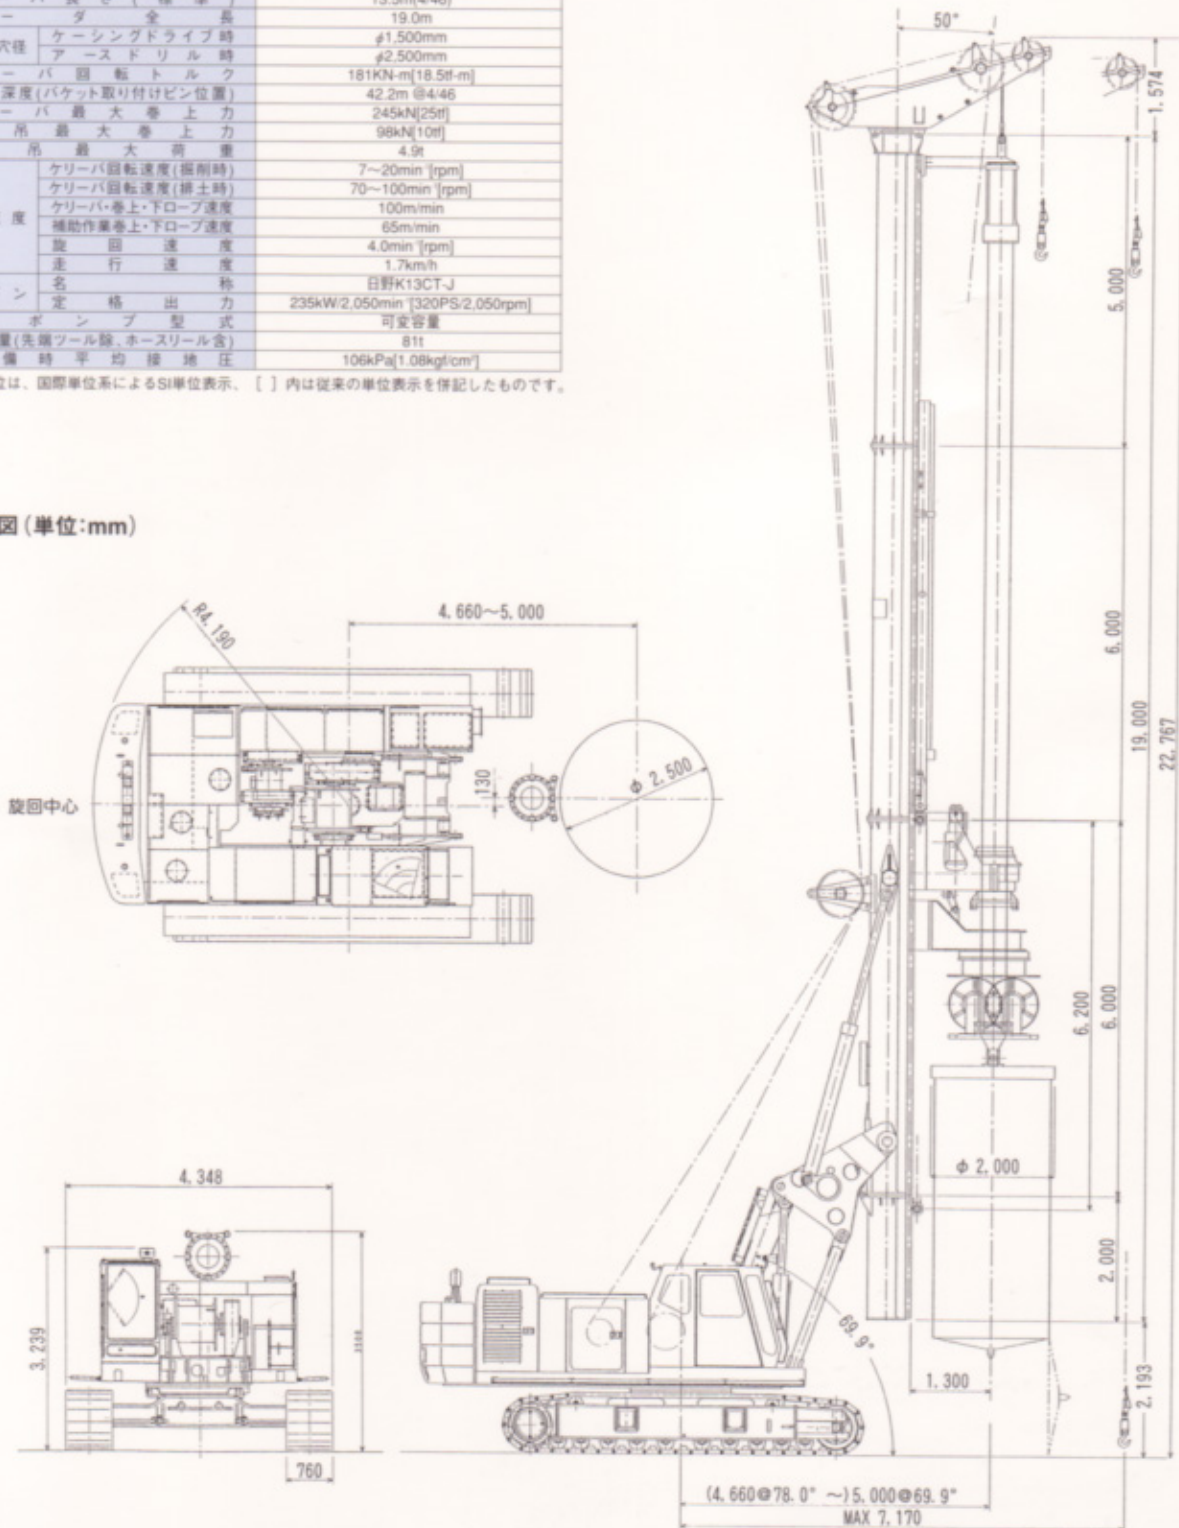 ー ダ 全 長 19.0m
穴径 ケーシングドライブ時 φ1,500mm
アースドリル時 φ2,500mm
ー バ 回 転 ト ル ク 181KN-m[18.5tf-m]
深度(バケット取り付けピン位置) 42.2m @4/46
ー バ 最 大 巻 上 力 245kN[25tf]
吊 最 大 巻 上 力 98kN[10tf]
吊 最 大 荷 重 4.9t
ケリーバ回転速度(掘削時) 7〜20min⁻¹[rpm]
ケリーバ回転速度(排土時) 70〜100min⁻¹[rpm]
度 ケリーバ・巻上・下ロープ速度 100m/min
補助作業巻上・下ロープ速度 65m/min
旋 回 速 度 4.0min⁻¹[rpm]
走 行 速 度 1.7km/h
ン 名 称 日野K13CT-J
定 格 出 力 235kW/2,050min⁻¹[320PS/2,050rpm]
ポ ン プ 型 式 可変容量
量(先端ツール除、ホースリール含) 81t
備 時 平 均 接 地 圧 106kPa[1.08kgf/cm²]
位は、国際単位系によるSI単位表示、[ ]内は従来の単位表示を併記したものです。
図(単位:mm)
50°
1.574
5.000
6.000
19.000
22.767
R4.190
4.660〜5.000
130
φ 2.500
旋回中心
6.200
6.000
φ 2.000
2.000
4.348
3.239
760
69.9°
1.300
2.193
(4.660@78.0° 〜)5.000@69.9°
MAX 7.170